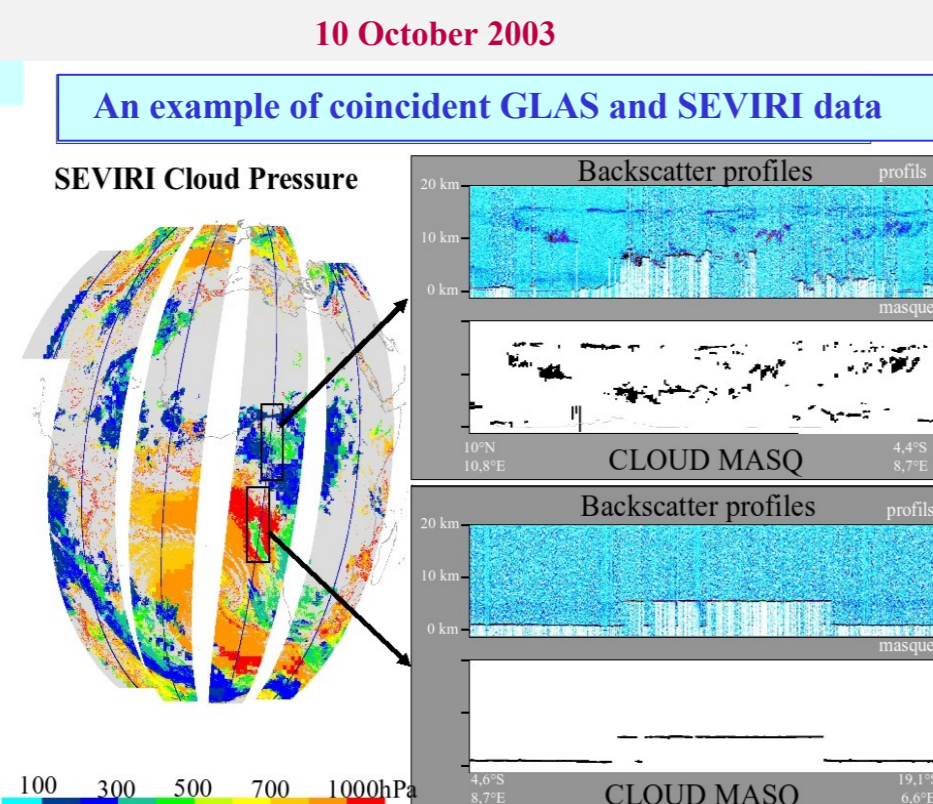 10 October 2003
An example of coincident GLAS and SEVIRI data
SEVIRI Cloud Pressure
Backscatter profiles
profils
20 km
10 km
0 km
masque
10°N
10,8°E
CLOUD MASQ
4,4°S
8,7°E
Backscatter profiles
profils
20 km
10 km
0 km
masque
4,6°S
8,7°E
CLOUD MASQ
19,1°S
6,6°E
100 300 500 700 1000hPa